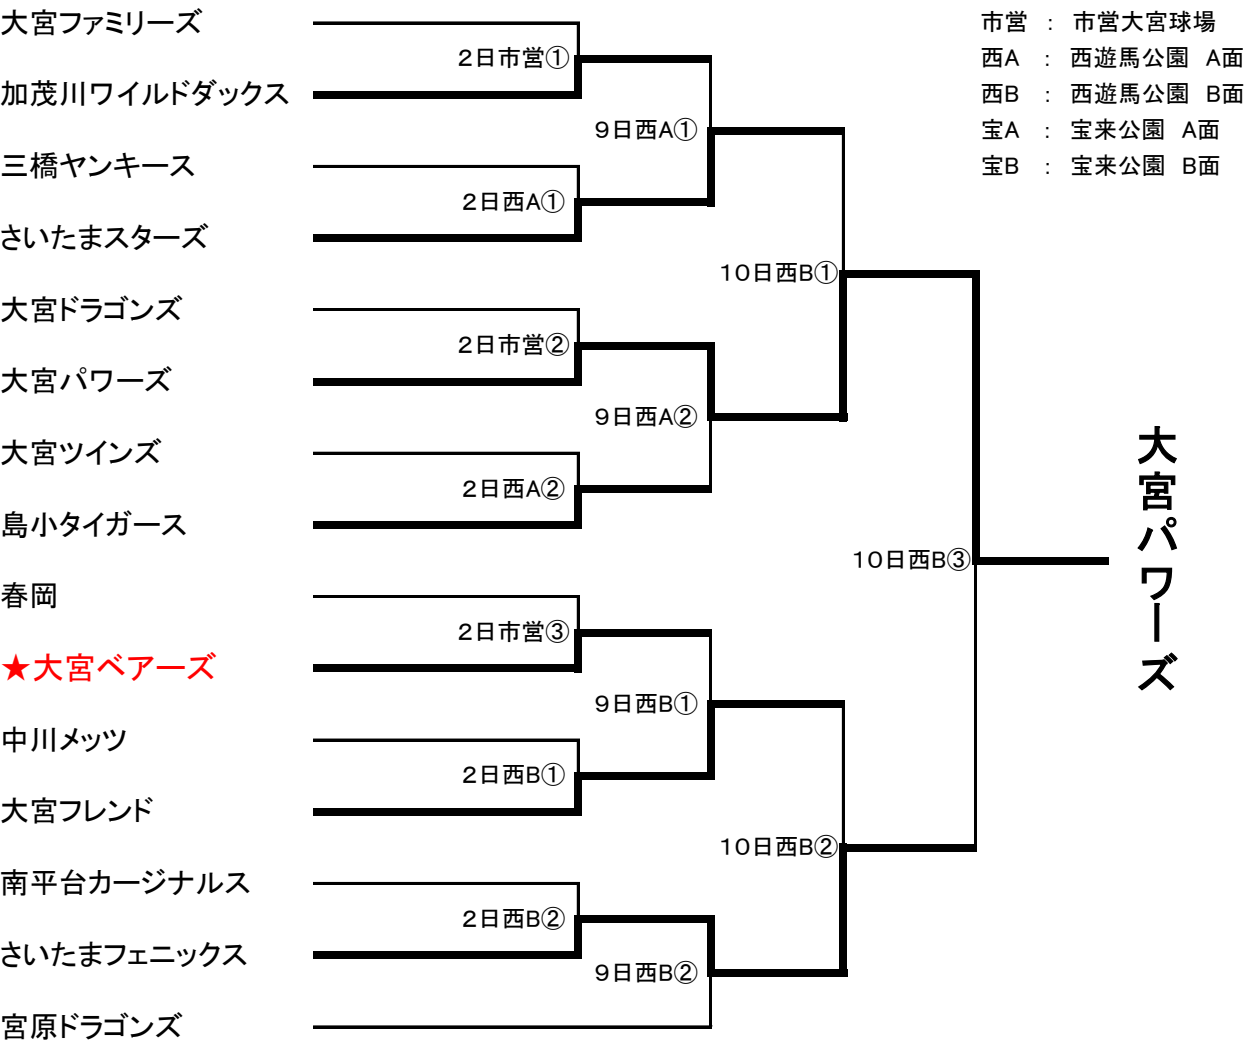 大宮ファミリーズ
加茂川ワイルドダックス
三橋ヤンキース
さいたまスターズ
大宮ドラゴンズ
大宮パワーズ
大宮ツインズ
島小タイガース
春岡
★大宮ベアーズ
中川メッツ
大宮フレンド
南平台カージナルス
さいたまフェニックス
宮原ドラゴンズ
2日市営①
2日西A①
2日市営②
2日西A②
2日市営③
2日西B①
2日西B②
9日西A①
9日西A②
9日西B①
9日西B②
10日西B①
10日西B②
10日西B③
大宮パワーズ
市営 : 市営大宮球場
西A : 西遊馬公園 A面
西B : 西遊馬公園 B面
宝A : 宝来公園 A面
宝B : 宝来公園 B面